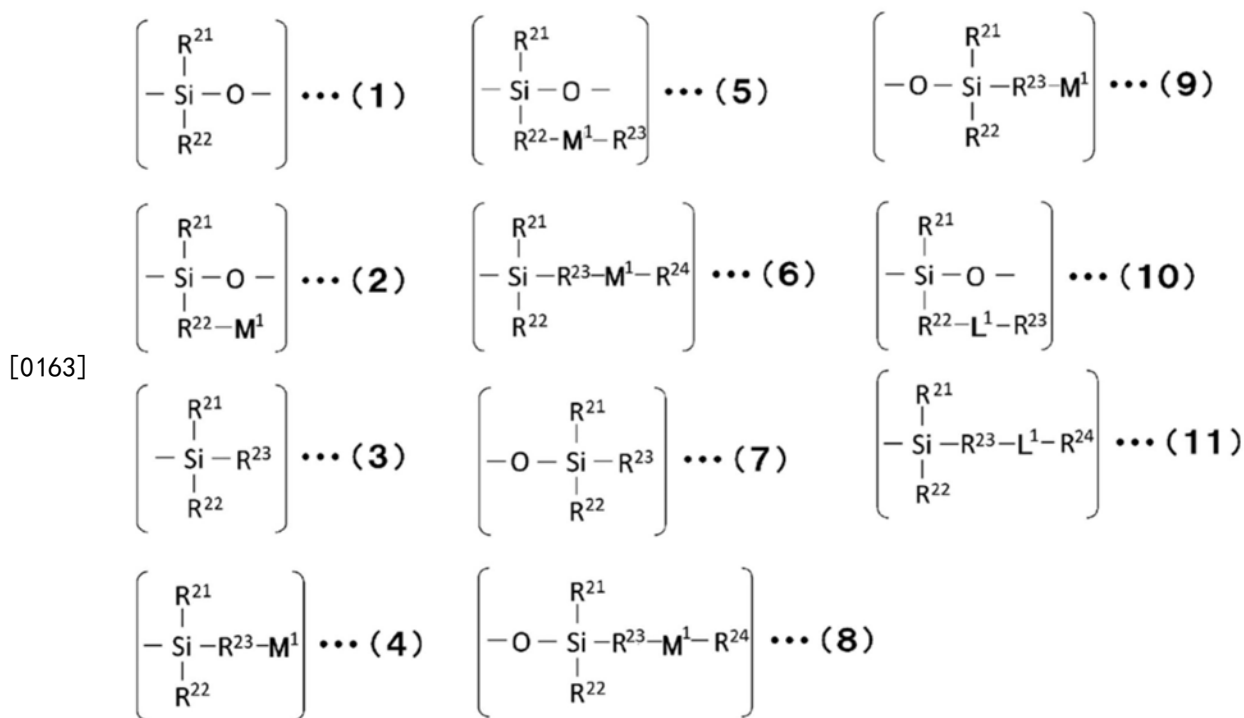 [0163]
R²¹
— Si — O — ···(1)
R²²
R²¹
— Si — O — ···(2)
R²²—M¹
R²¹
— Si — R²³ ···(3)
R²²
R²¹
— Si —R²³—M¹ ···(4)
R²²
R²¹
— Si — O — ···(5)
R²²—M¹—R²³
R²¹
— Si —R²³—M¹—R²⁴ ···(6)
R²²
R²¹
—O — Si —R²³ ···(7)
R²²
R²¹
—O — Si —R²³—M¹—R²⁴ ···(8)
R²²
R²¹
—O — Si —R²³—M¹ ···(9)
R²²
R²¹
— Si — O — ···(10)
R²²—L¹—R²³
R²¹
— Si —R²³—L¹—R²⁴ ···(11)
R²²